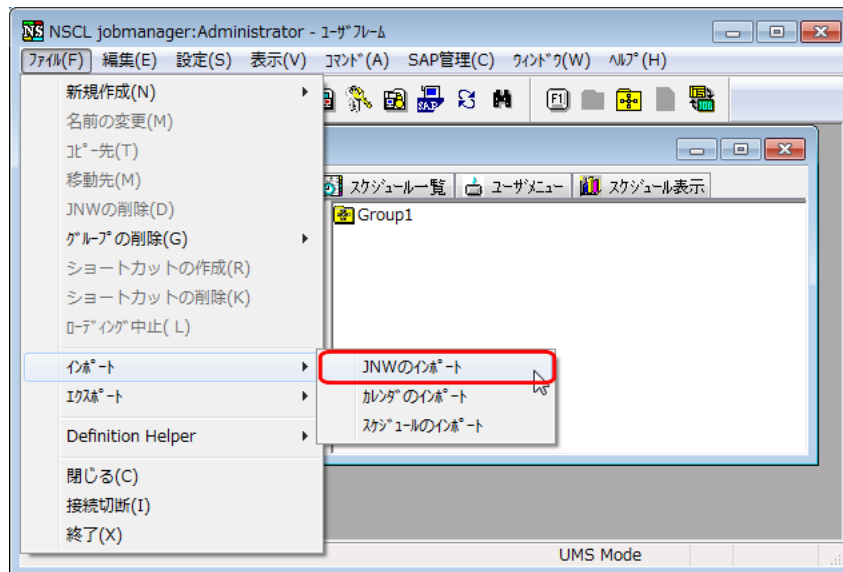 NS NSCL jobmanager:Administrator - ﾕｰｻﾞﾌﾚｰﾑ
ﾌｧｲﾙ(F) 編集(E) 設定(S) 表示(V) ｺﾏﾝﾄﾞ(A) SAP管理(C) ｳｨﾝﾄﾞｳ(W) ﾍﾙﾌﾟ(H)
SAP F1 JOB
新規作成(N)
名前の変更(M)
ｺﾋﾟｰ先(T)
移動先(M)
JNWの削除(D)
ｸﾞﾙｰﾌﾟの削除(G)
ショートカットの作成(R)
ショートカットの削除(K)
ﾛｰﾃﾞｨﾝｸﾞ中止( L)
ｲﾝﾎﾟｰﾄ
ｴｸｽﾎﾟｰﾄ
Definition Helper
閉じる(C)
接続切断(I)
終了(X)
スケジュール一覧 ユーザメニュー スケジュール表示
Group1
JNWのｲﾝﾎﾟｰﾄ
ｶﾚﾝﾀﾞのｲﾝﾎﾟｰﾄ
ｽｹｼﾞｭｰﾙのｲﾝﾎﾟｰﾄ
UMS Mode